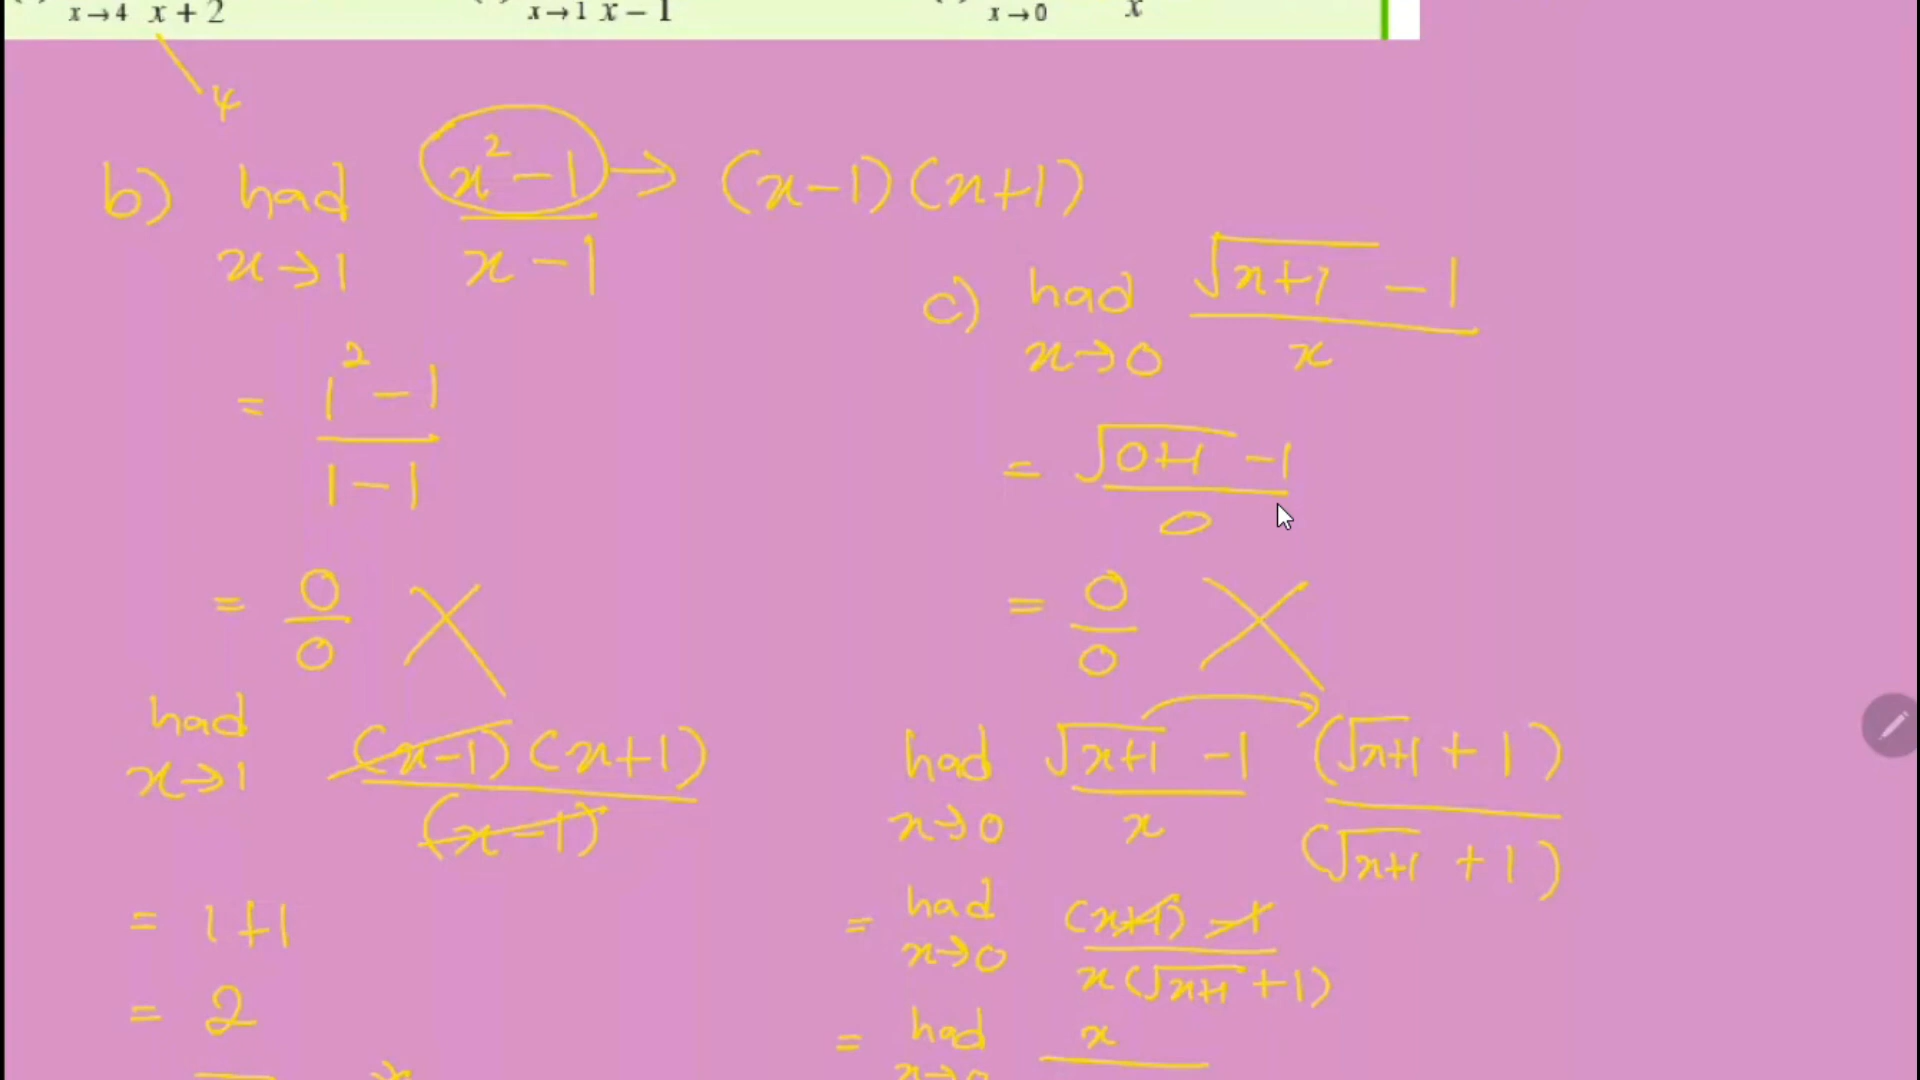 x→4 x + 2
x→1 x − 1
x→0 x
4
b) had x→1 (x² − 1)/(x − 1) → (x−1)(x+1)
= (1² − 1)/(1 − 1)
= 0/0 X
had x→1 (x−1)(x+1)/(x−1)
= 1+1
= 2
c) had x→0 (√(x+1) − 1)/x
= (√(0+1) − 1)/0
= 0/0 X
had x→0 (√(x+1) − 1)/x (√(x+1) + 1)/(√(x+1) + 1)
= had x→0 ((x+1) − 1)/(x(√(x+1) + 1))
= had x→0 x